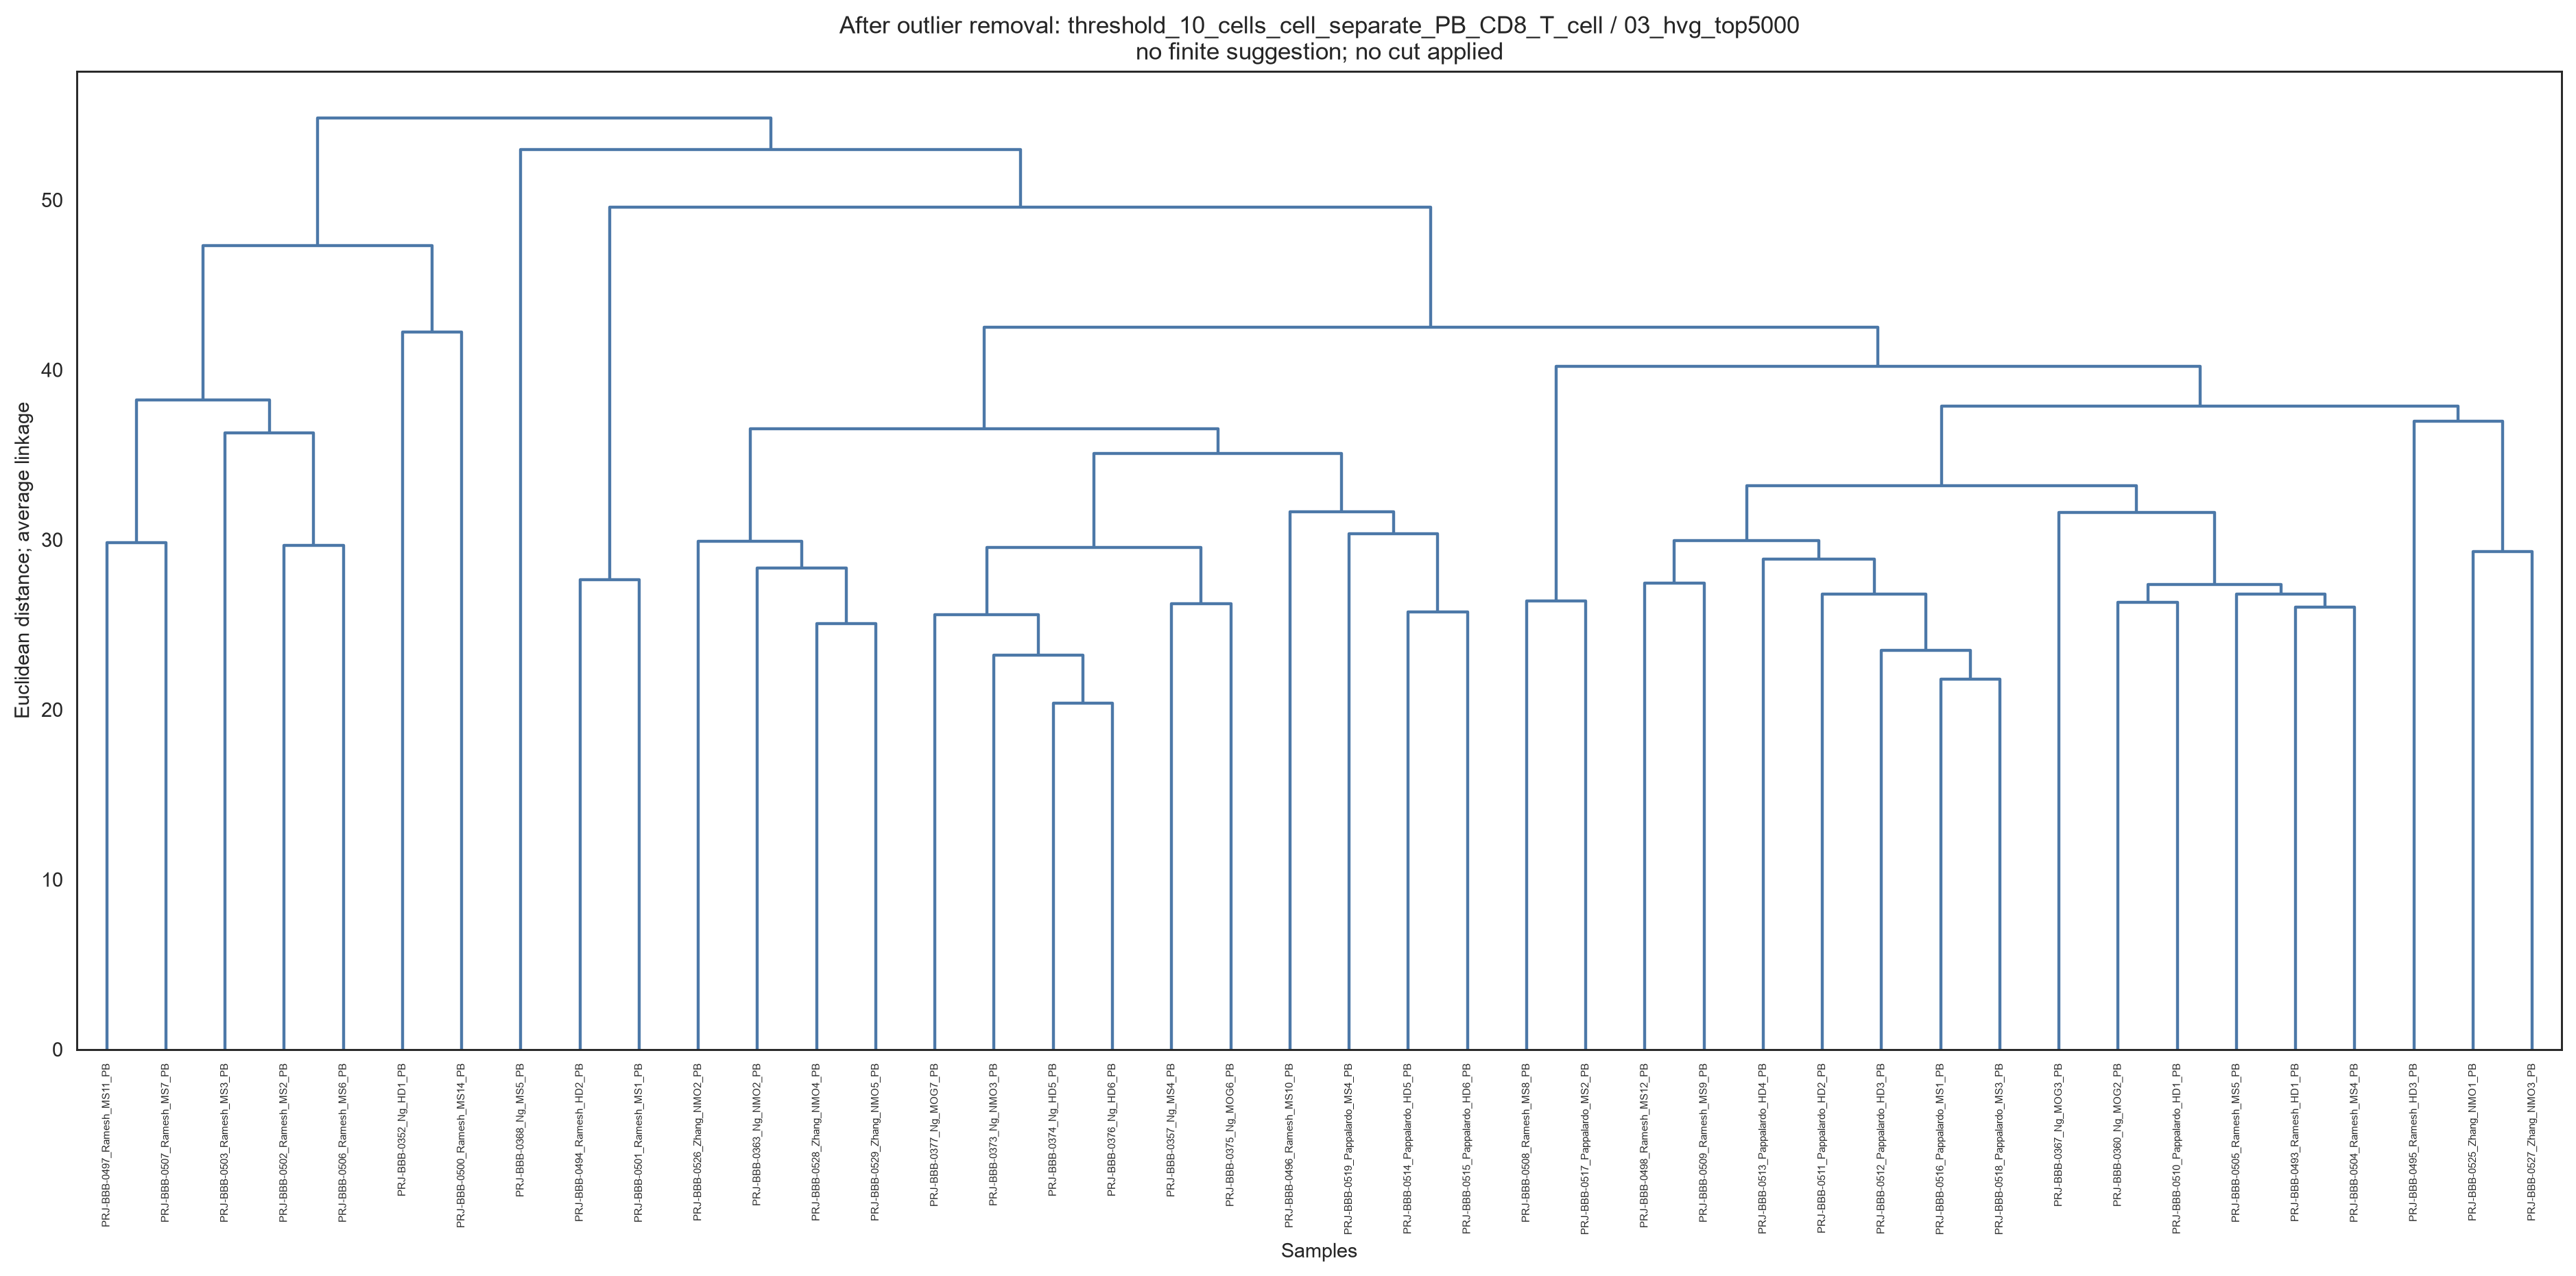 After outlier removal: threshold_10_cells_cell_separate_PB_CD8_T_cell / 03_hvg_top5000
no finite suggestion; no cut applied
Euclidean distance; average linkage
50
40
30
20
10
0
PRJ-BBB-0497_Ramesh_MS11_PB
PRJ-BBB-0507_Ramesh_MS7_PB
PRJ-BBB-0503_Ramesh_MS3_PB
PRJ-BBB-0502_Ramesh_MS2_PB
PRJ-BBB-0506_Ramesh_MS6_PB
PRJ-BBB-0352_Ng_HD1_PB
PRJ-BBB-0500_Ramesh_MS14_PB
PRJ-BBB-0368_Ng_MS5_PB
PRJ-BBB-0494_Ramesh_HD2_PB
PRJ-BBB-0501_Ramesh_MS1_PB
PRJ-BBB-0526_Zhang_NMO2_PB
PRJ-BBB-0363_Ng_NMO2_PB
PRJ-BBB-0528_Zhang_NMO4_PB
PRJ-BBB-0529_Zhang_NMO5_PB
PRJ-BBB-0377_Ng_MOG7_PB
PRJ-BBB-0373_Ng_NMO3_PB
PRJ-BBB-0374_Ng_HD5_PB
PRJ-BBB-0376_Ng_HD6_PB
PRJ-BBB-0357_Ng_MS4_PB
PRJ-BBB-0375_Ng_MOG6_PB
PRJ-BBB-0496_Ramesh_MS10_PB
PRJ-BBB-0519_Pappalardo_MS4_PB
PRJ-BBB-0514_Pappalardo_HD5_PB
PRJ-BBB-0515_Pappalardo_HD6_PB
PRJ-BBB-0508_Ramesh_MS8_PB
PRJ-BBB-0517_Pappalardo_MS2_PB
PRJ-BBB-0498_Ramesh_MS12_PB
PRJ-BBB-0509_Ramesh_MS9_PB
PRJ-BBB-0513_Pappalardo_HD4_PB
PRJ-BBB-0511_Pappalardo_HD2_PB
PRJ-BBB-0512_Pappalardo_HD3_PB
PRJ-BBB-0516_Pappalardo_MS1_PB
PRJ-BBB-0518_Pappalardo_MS3_PB
PRJ-BBB-0367_Ng_MOG3_PB
PRJ-BBB-0360_Ng_MOG2_PB
PRJ-BBB-0510_Pappalardo_HD1_PB
PRJ-BBB-0505_Ramesh_MS5_PB
PRJ-BBB-0493_Ramesh_HD1_PB
PRJ-BBB-0504_Ramesh_MS4_PB
PRJ-BBB-0495_Ramesh_HD3_PB
PRJ-BBB-0525_Zhang_NMO1_PB
PRJ-BBB-0527_Zhang_NMO3_PB
Samples